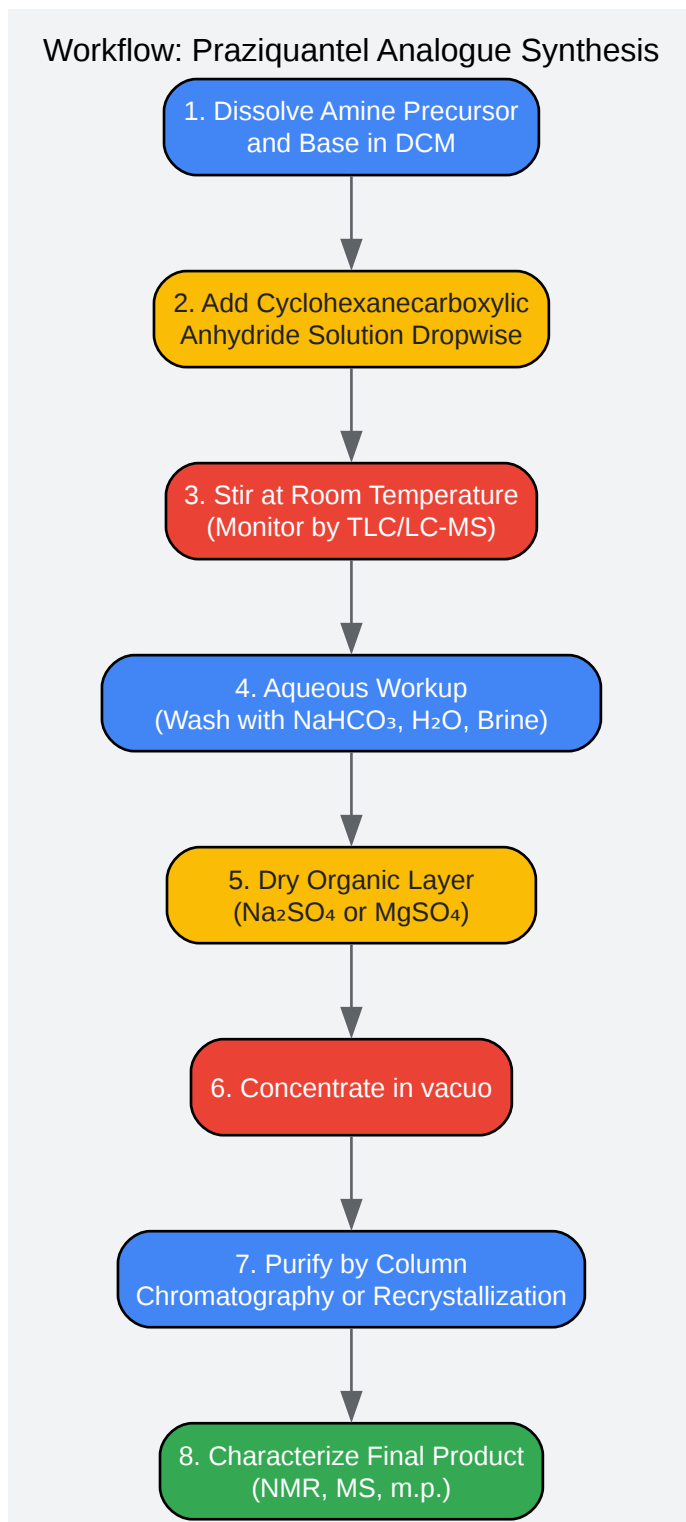 Workflow: Praziquantel Analogue Synthesis
1. Dissolve Amine Precursor
and Base in DCM
2. Add Cyclohexanecarboxylic
Anhydride Solution Dropwise
3. Stir at Room Temperature
(Monitor by TLC/LC-MS)
4. Aqueous Workup
(Wash with NaHCO₃, H₂O, Brine)
5. Dry Organic Layer
(Na₂SO₄ or MgSO₄)
6. Concentrate in vacuo
7. Purify by Column
Chromatography or Recrystallization
8. Characterize Final Product
(NMR, MS, m.p.)